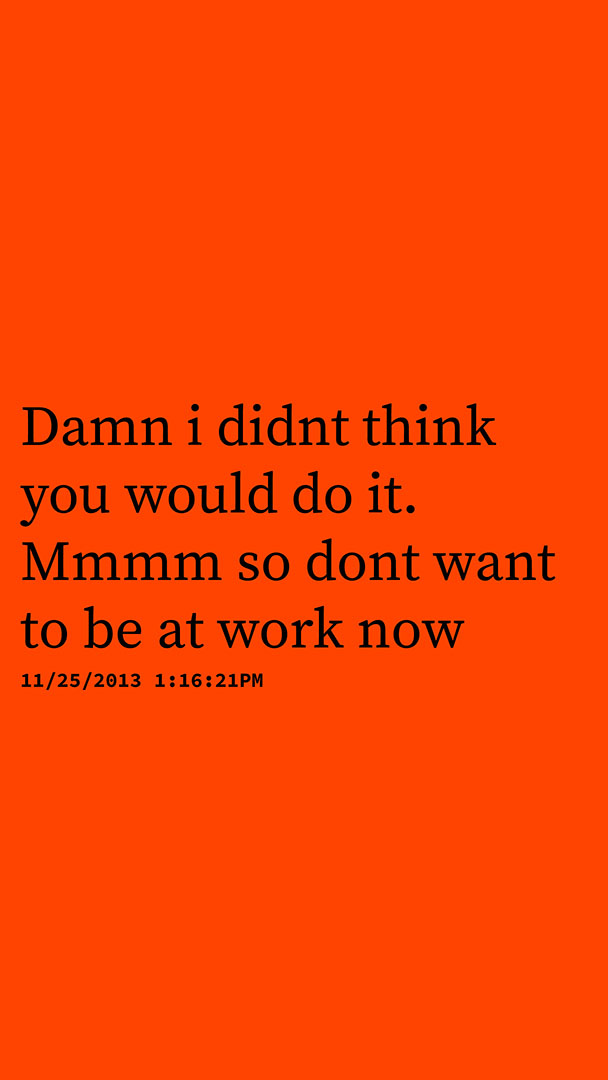 Damn i didnt think
you would do it.
Mmmm so dont want
to be at work now
11/25/2013 1:16:21PM